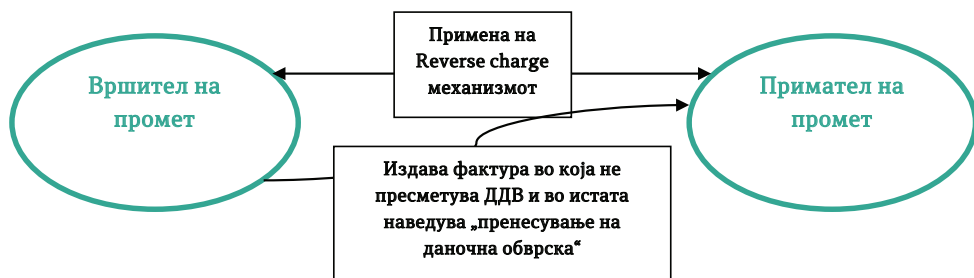 Примена на
Reverse charge
механизмот
Вршител на
промет
Примател на
промет
Издава фактура во која не
пресметува ДДВ и во истата
наведува „пренесување на
даночна обврска“